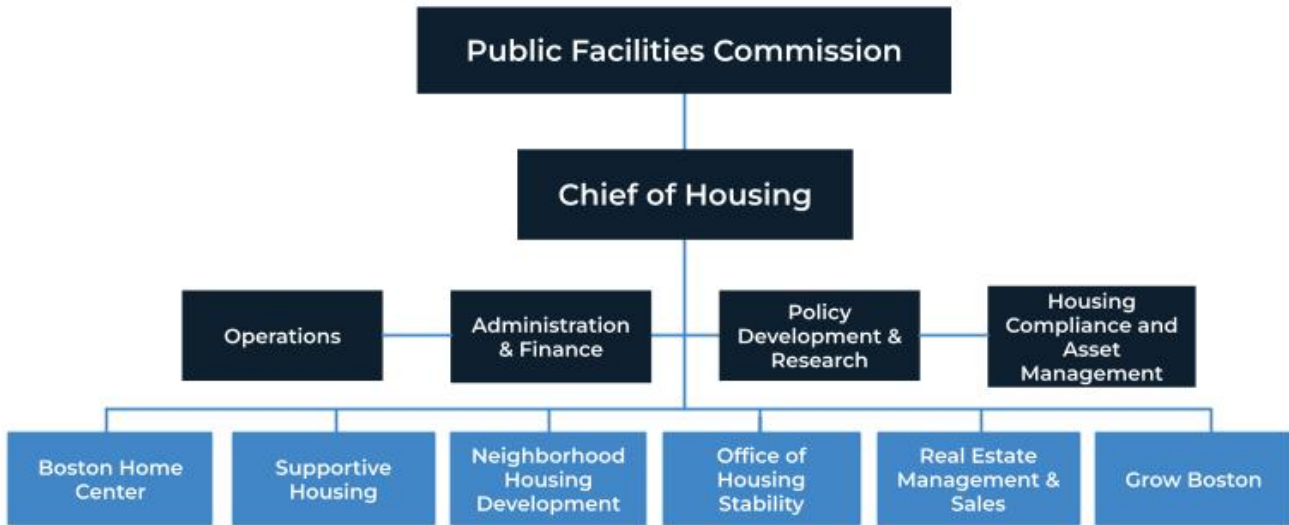 Public Facilities Commission
Chief of Housing
Operations
Administration
& Finance
Policy
Development &
Research
Housing
Compliance and
Asset
Management
Boston Home
Center
Supportive
Housing
Neighborhood
Housing
Development
Office of
Housing
Stability
Real Estate
Management &
Sales
Grow Boston